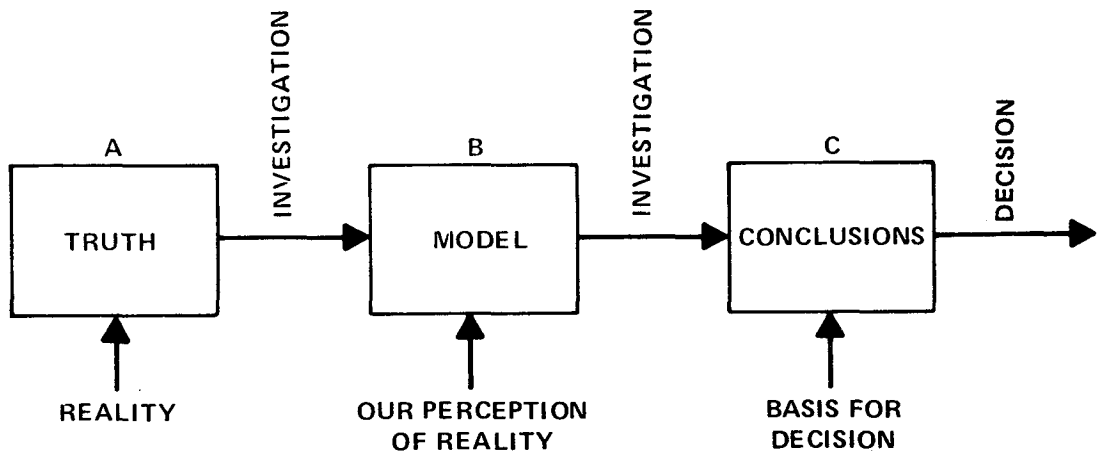 INVESTIGATION
INVESTIGATION
DECISION
A
B
C
TRUTH
MODEL
CONCLUSIONS
REALITY
OUR PERCEPTION
OF REALITY
BASIS FOR
DECISION